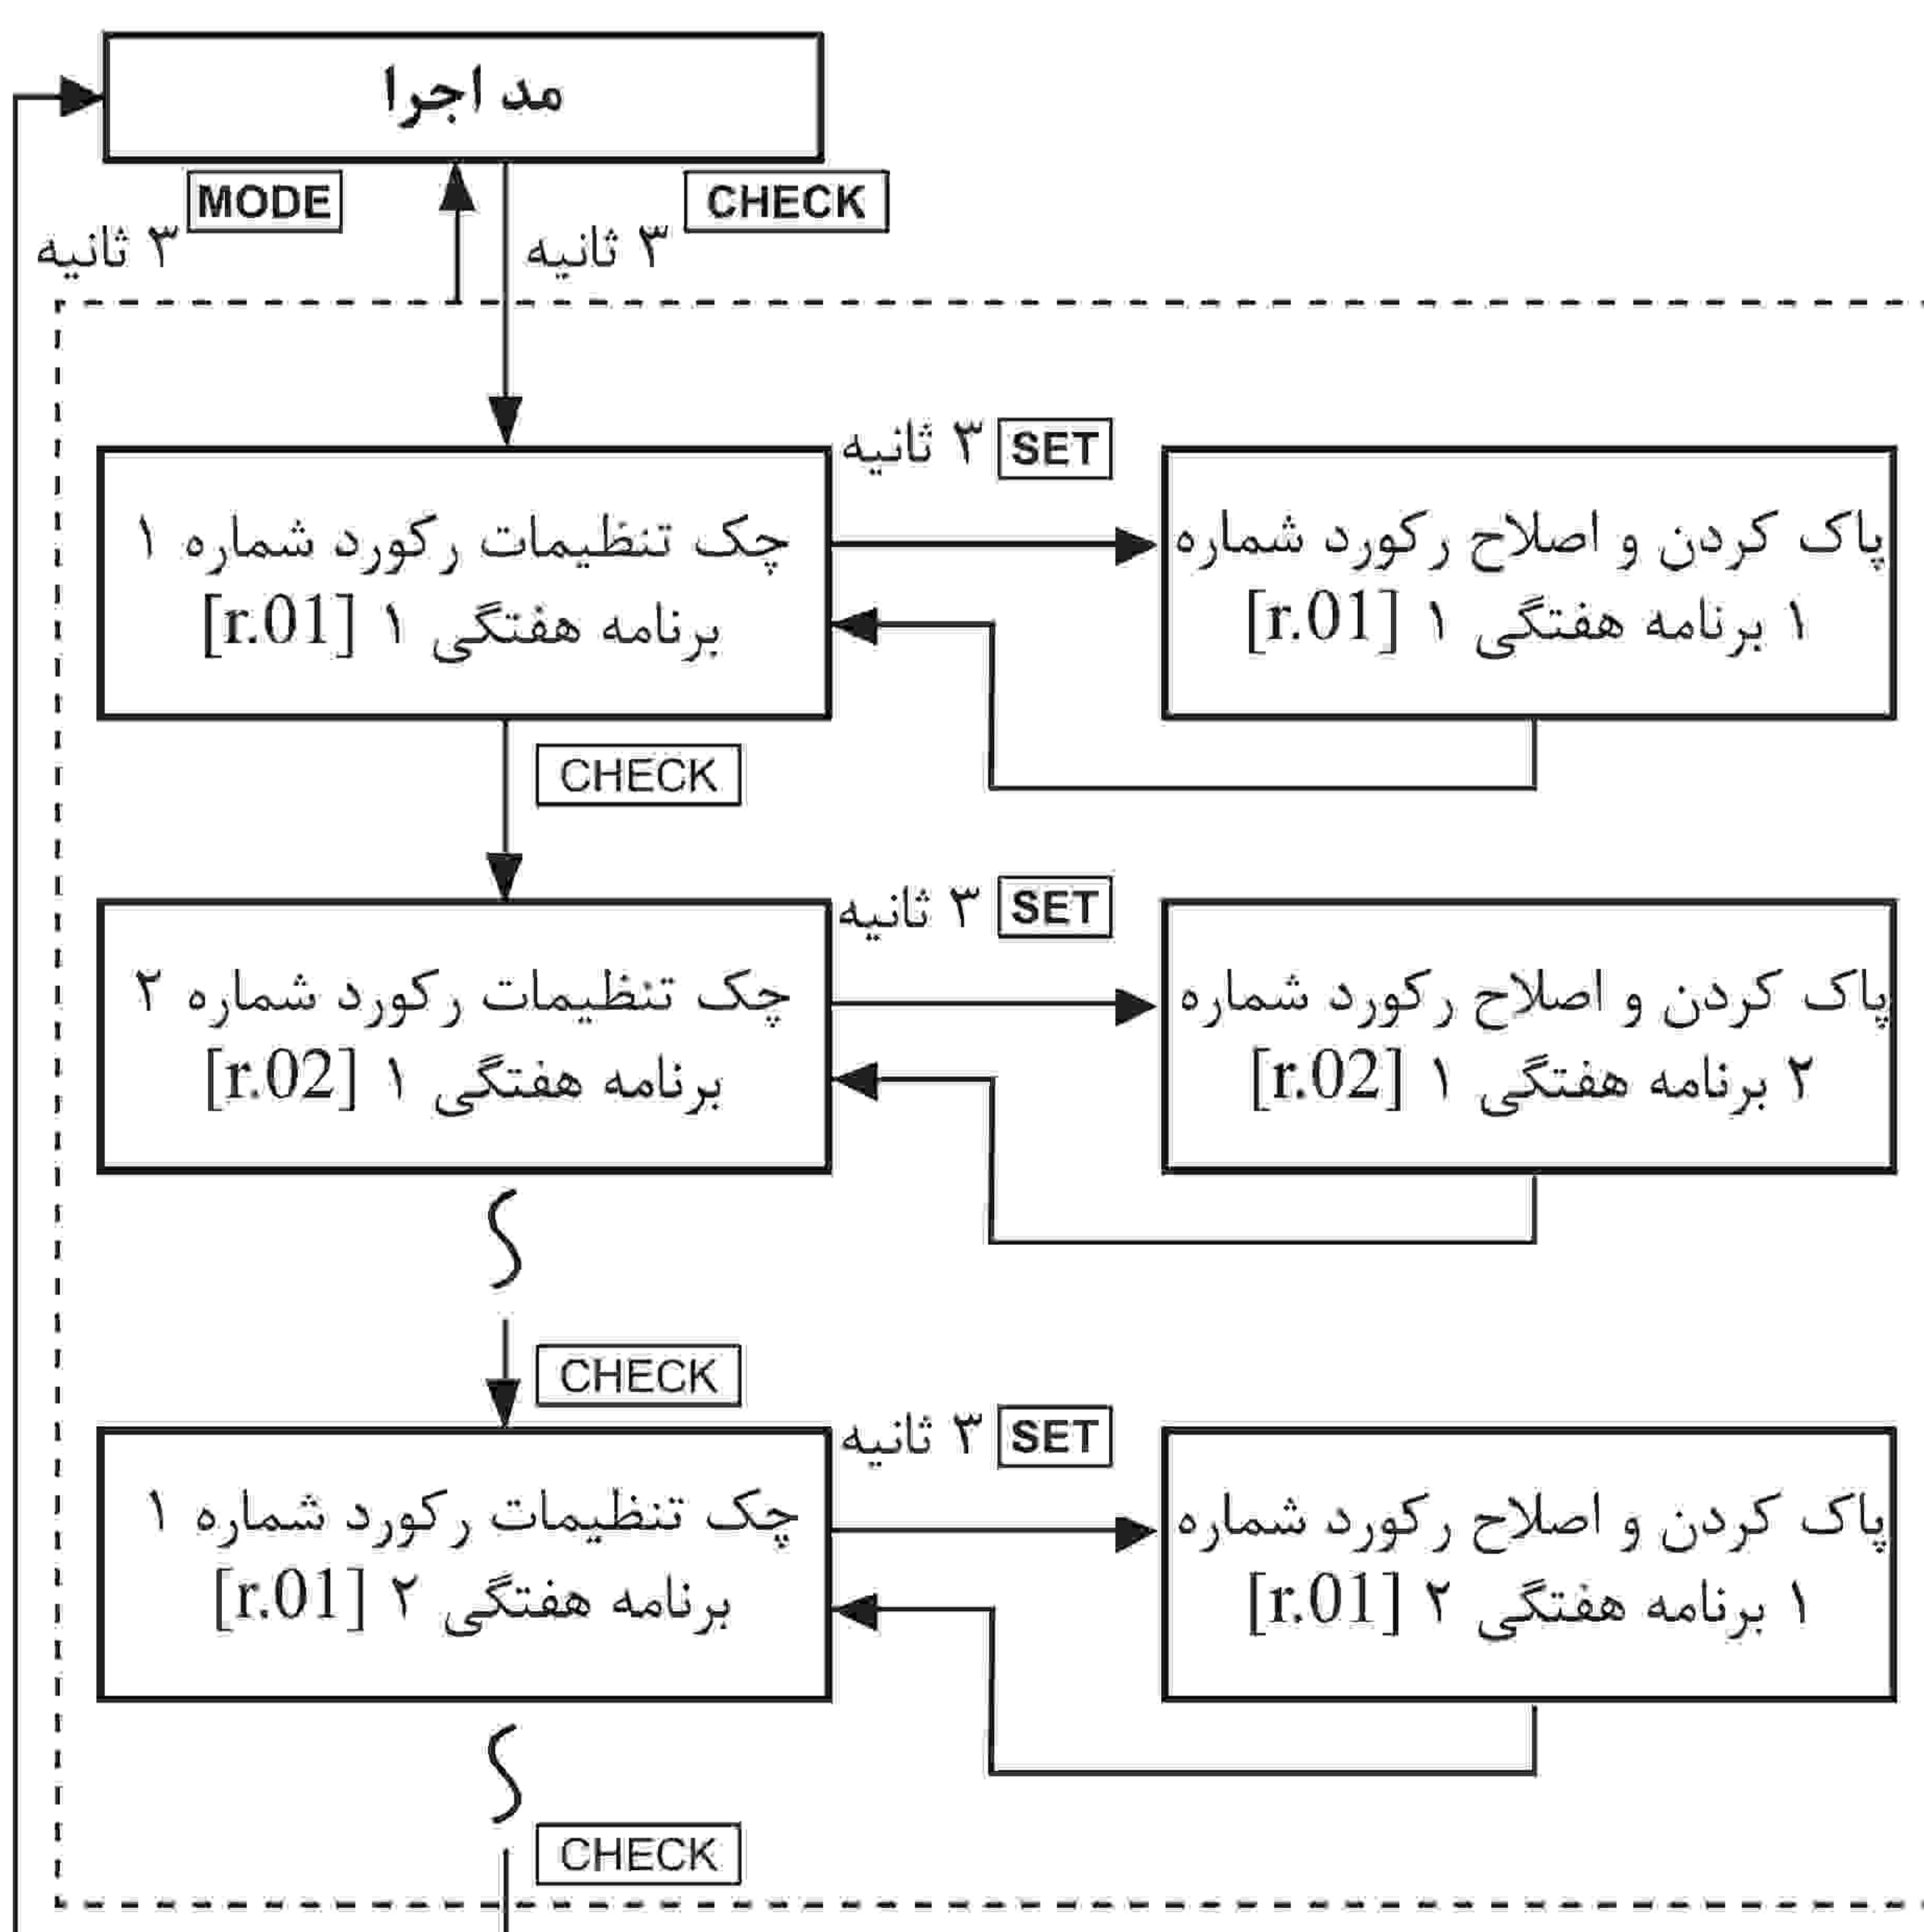 مد اجرا
MODE
۳ ثانیه
CHECK
۳ ثانیه
چک تنظیمات رکورد شماره ۱
برنامه هفتگی ۱ [r.01]
SET ۳ ثانیه
پاک کردن و اصلاح رکورد شماره
۱ برنامه هفتگی ۱ [r.01]
CHECK
چک تنظیمات رکورد شماره ۲
برنامه هفتگی ۱ [r.02]
SET ۳ ثانیه
پاک کردن و اصلاح رکورد شماره
۲ برنامه هفتگی ۱ [r.02]
CHECK
چک تنظیمات رکورد شماره ۱
برنامه هفتگی ۲ [r.01]
SET ۳ ثانیه
پاک کردن و اصلاح رکورد شماره
۱ برنامه هفتگی ۲ [r.01]
CHECK